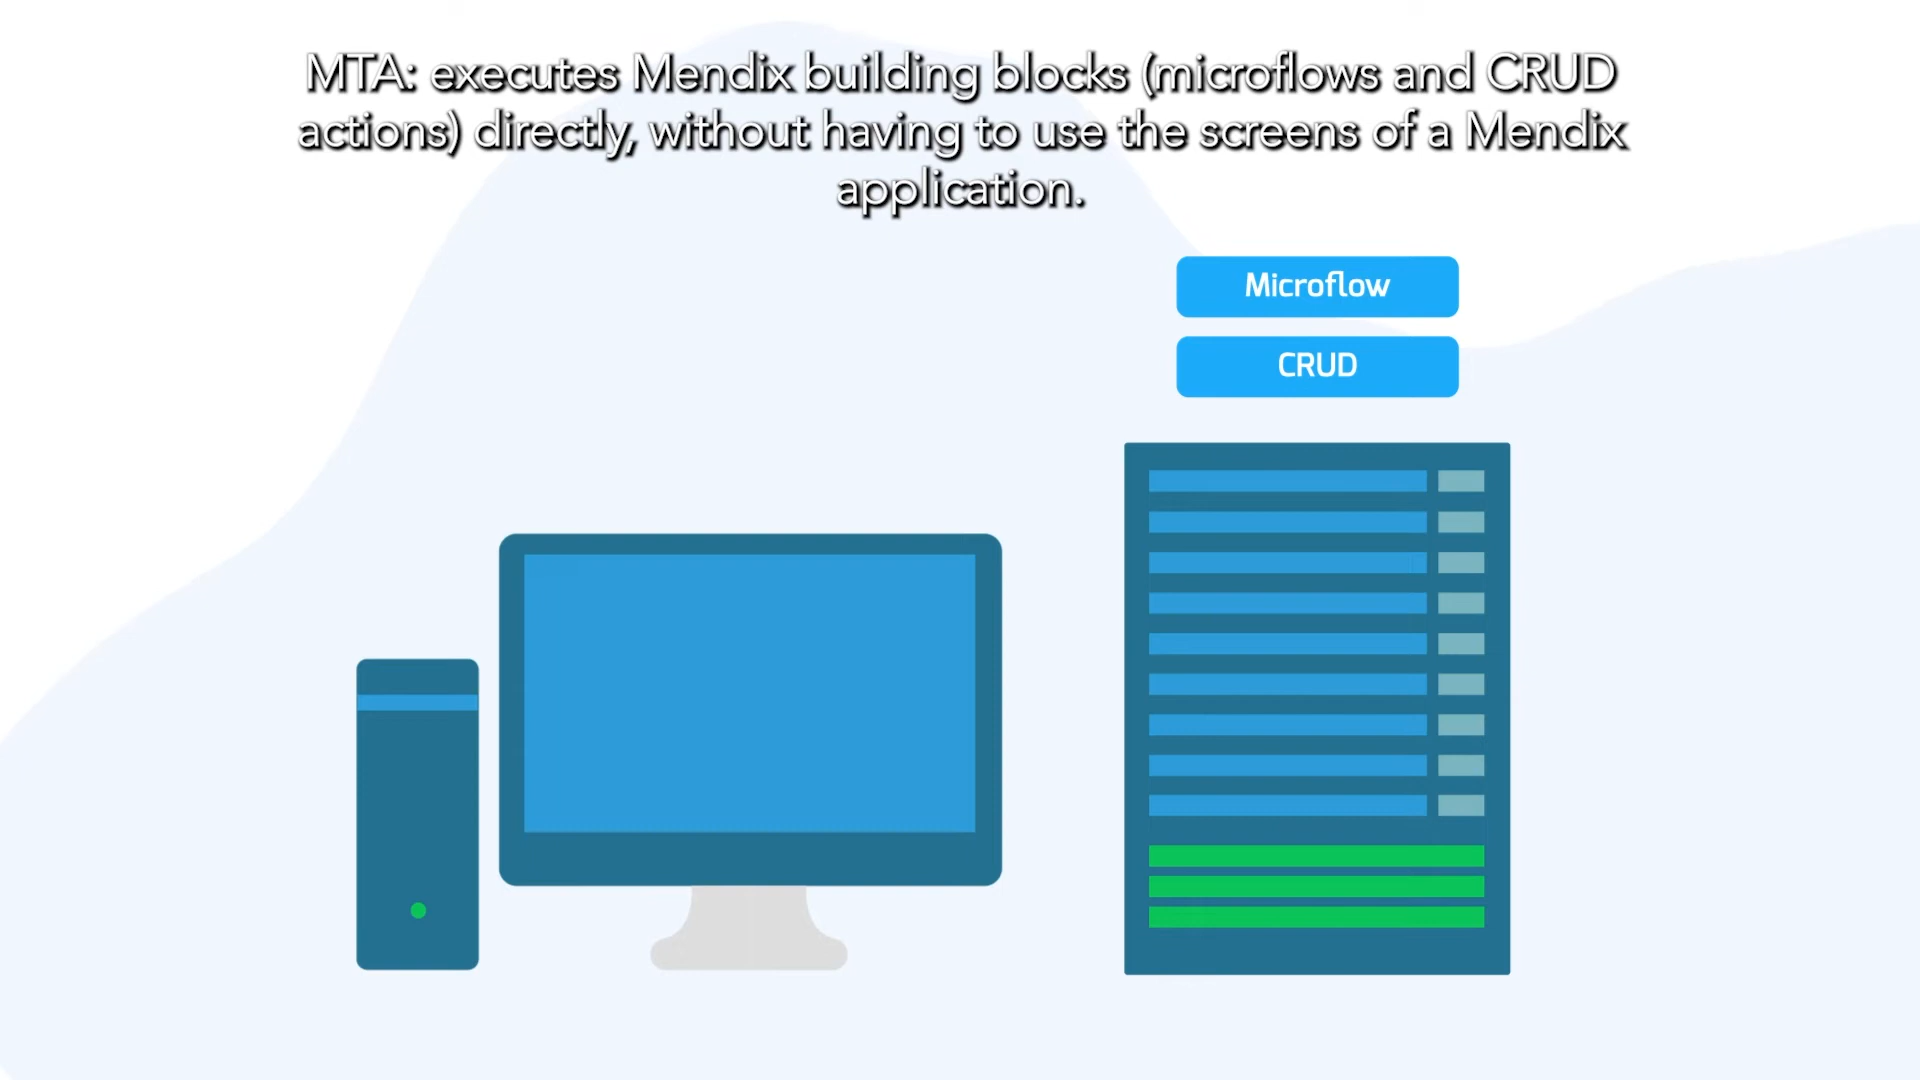 MTA: executes Mendix building blocks (microflows and CRUD
actions) directly, without having to use the screens of a Mendix
application.
Microflow
CRUD